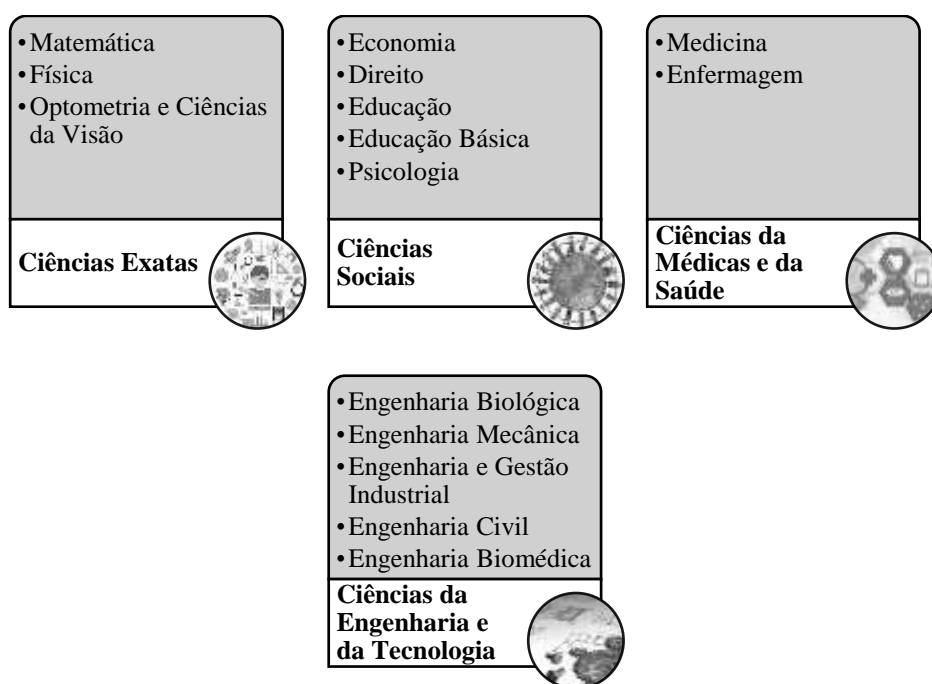 •Matemática
•Física
•Optometria e Ciências
da Visão
Ciências Exatas
•Economia
•Direito
•Educação
•Educação Básica
•Psicologia
Ciências
Sociais
•Medicina
•Enfermagem
Ciências da
Médicas e da
Saúde
•Engenharia Biológica
•Engenharia Mecânica
•Engenharia e Gestão
Industrial
•Engenharia Civil
•Engenharia Biomédica
Ciências da
Engenharia e
da Tecnologia